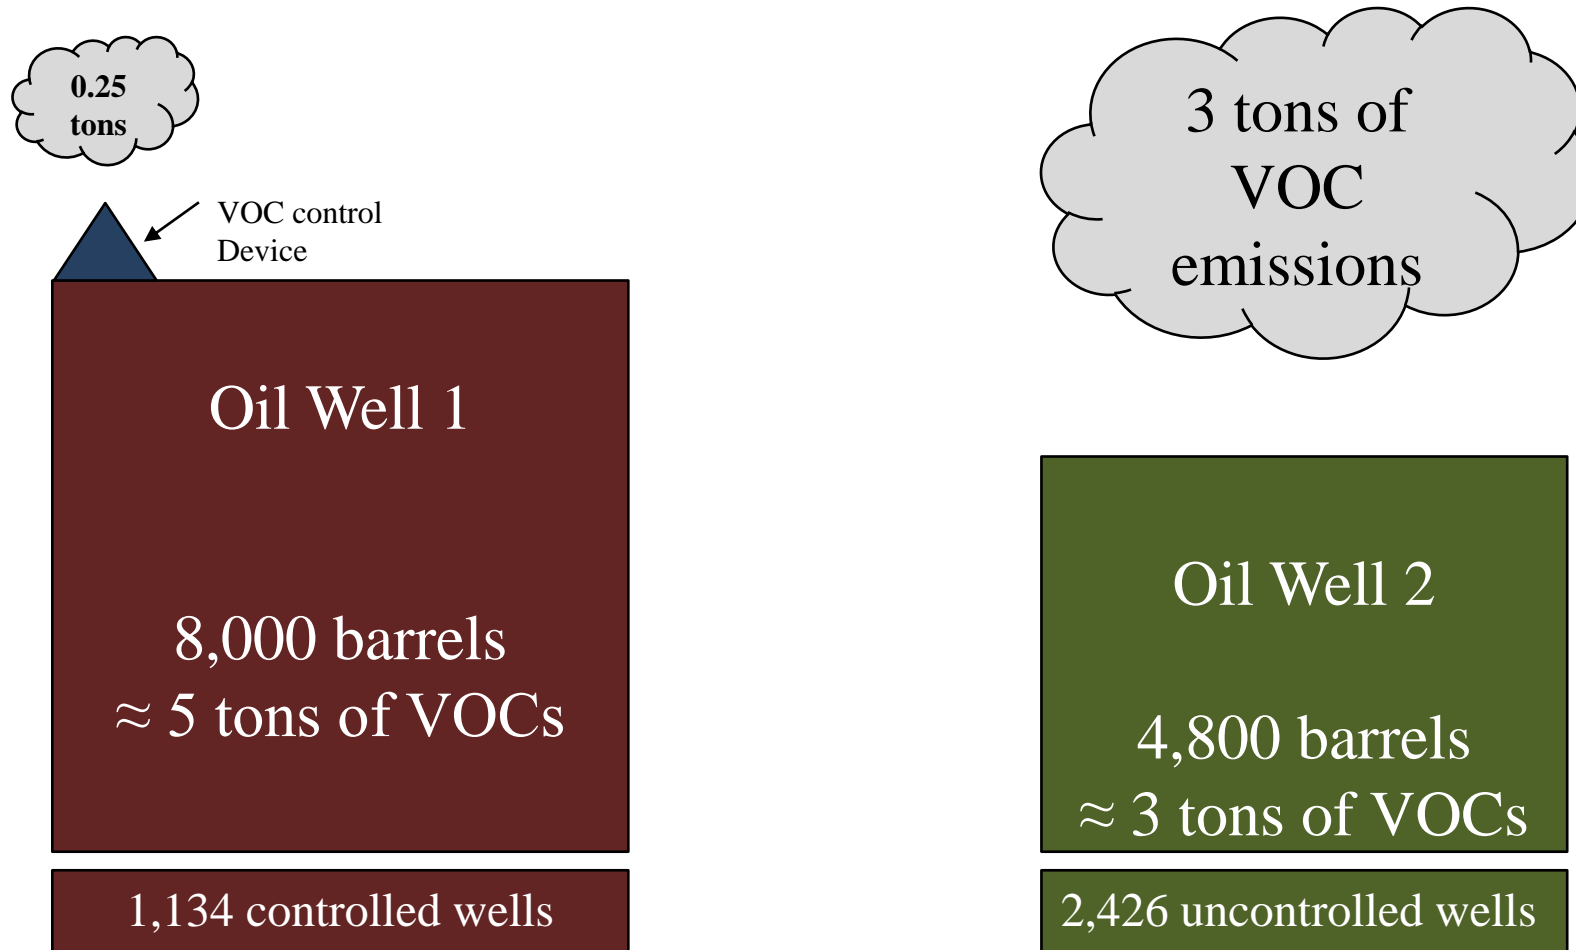 0.25
tons
VOC control
Device
Oil Well 1
8,000 barrels
≈ 5 tons of VOCs
1,134 controlled wells
3 tons of
VOC
emissions
Oil Well 2
4,800 barrels
≈ 3 tons of VOCs
2,426 uncontrolled wells